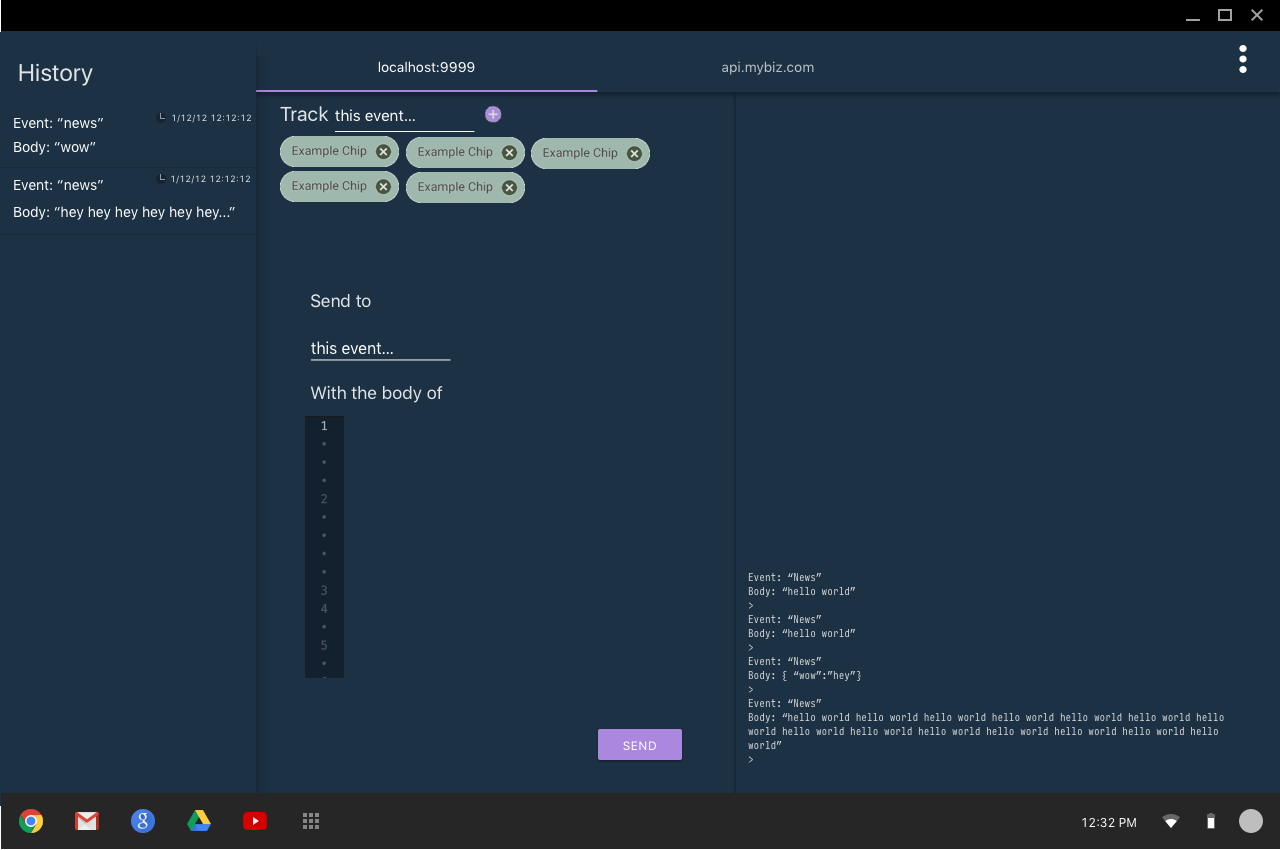 History
localhost:9999
api.mybiz.com
Event: “news”
1/12/12 12:12:12
Body: “wow”
Event: “news”
1/12/12 12:12:12
Body: “hey hey hey hey hey hey...”
Track this event...
Example Chip
Example Chip
Example Chip
Example Chip
Example Chip
Send to
this event...
With the body of
1
2
3
4
5
SEND
Event: “News”
Body: “hello world”
>
Event: “News”
Body: “hello world”
>
Event: “News”
Body: { “wow”:”hey”}
>
Event: “News”
Body: “hello world hello world hello world hello world hello world hello world hello
world hello world hello world hello world hello world hello world hello world hello
world”
>
12:32 PM